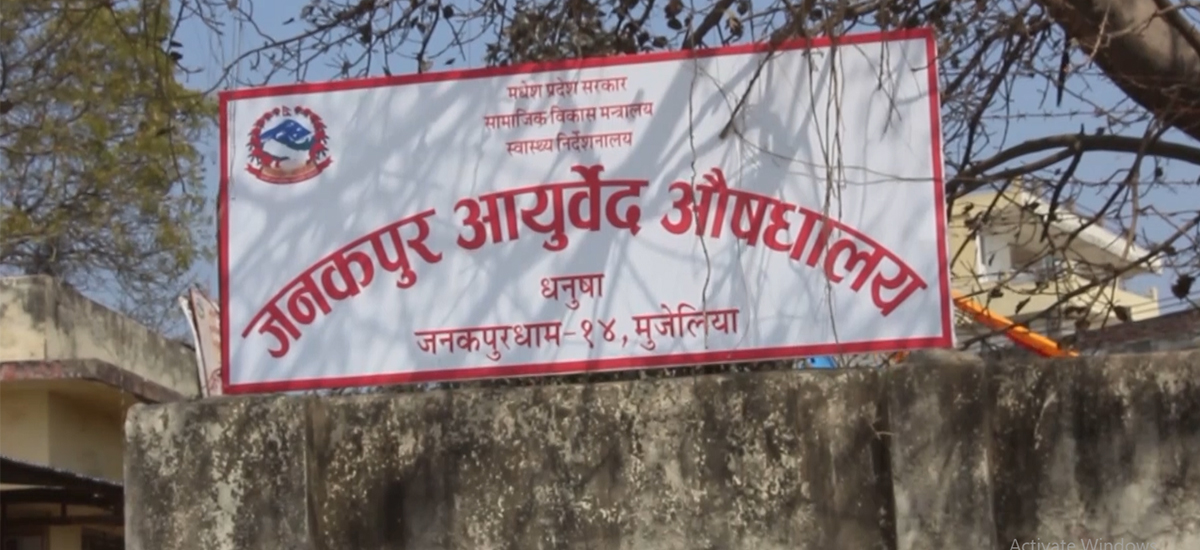 मधेश प्रदेश सरकार
सामाजिक विकास मन्त्रालय
स्वास्थ्य निर्देशनालय
जनकपुर आयुर्वेद औषधालय
धनुषा
जनकपुरधाम-१४, मुजेलिया
Activate Windows